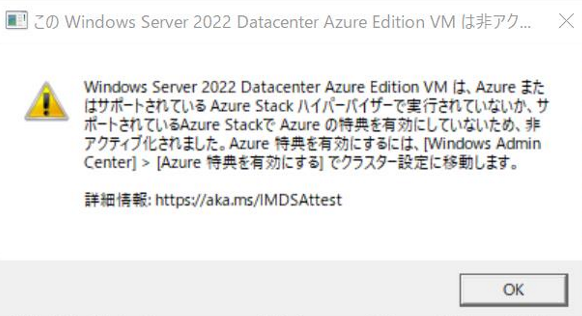 この Windows Server 2022 Datacenter Azure Edition VM は非アク...
Windows Server 2022 Datacenter Azure Edition VM は、Azure また
はサポートされている Azure Stack ハイパーバイザーで実行されていないか、サ
ポートされているAzure Stackで Azure の特典を有効にしていないため、非
アクティブ化されました。Azure 特典を有効にするには、[Windows Admin
Center] > [Azure 特典を有効にする] でクラスター設定に移動します。
詳細情報: https://aka.ms/IMDSAttest
OK